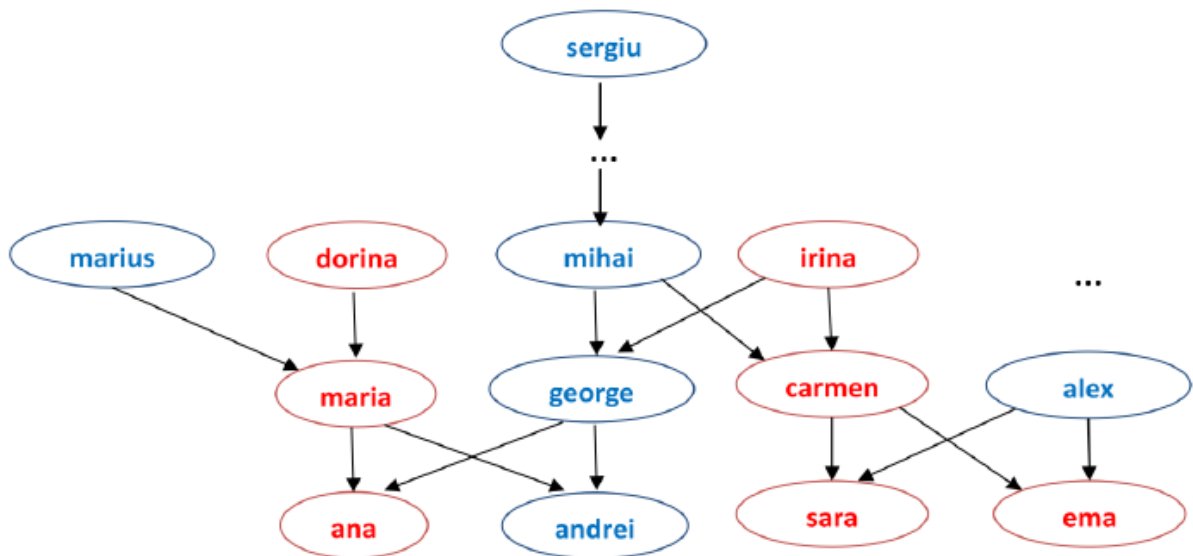 sergiu
...
marius dorina mihai irina
...
maria george carmen alex
ana andrei sara ema